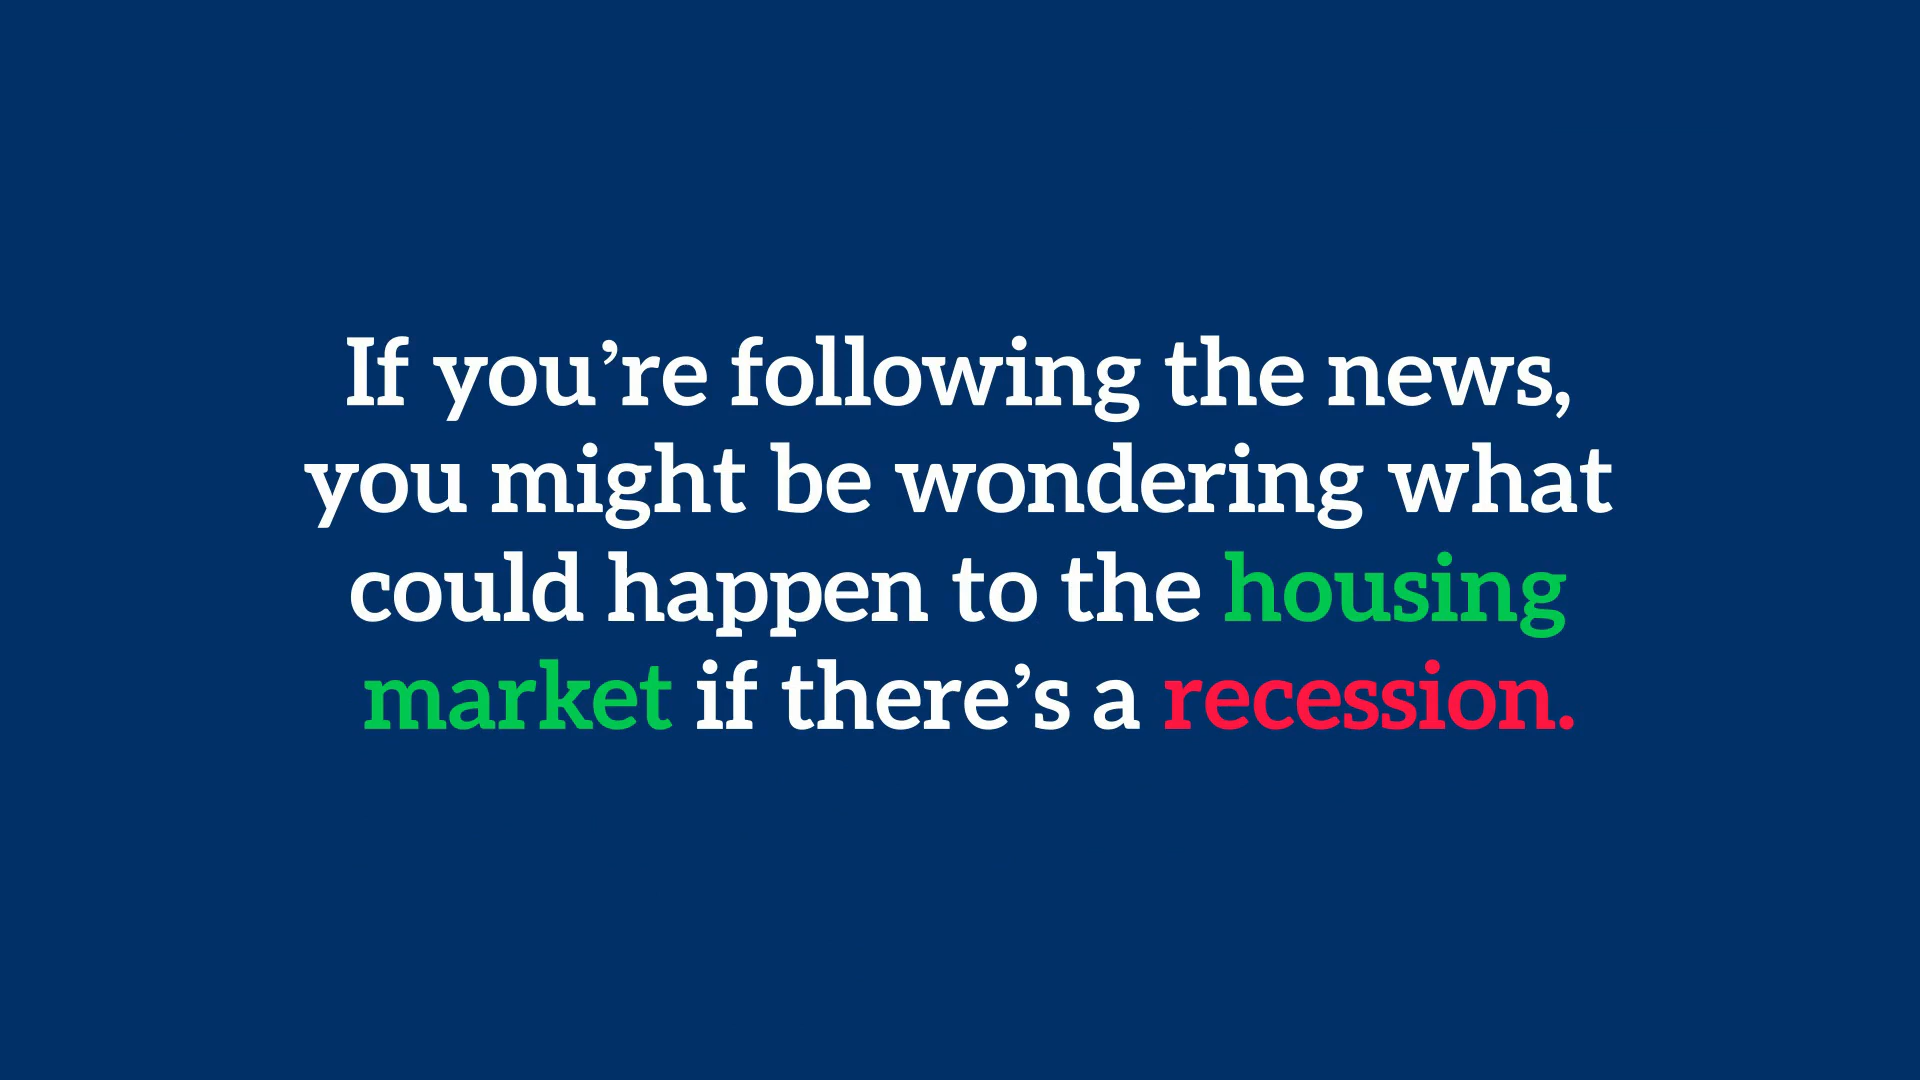 If you’re following the news,
you might be wondering what
could happen to the housing
market if there’s a recession.